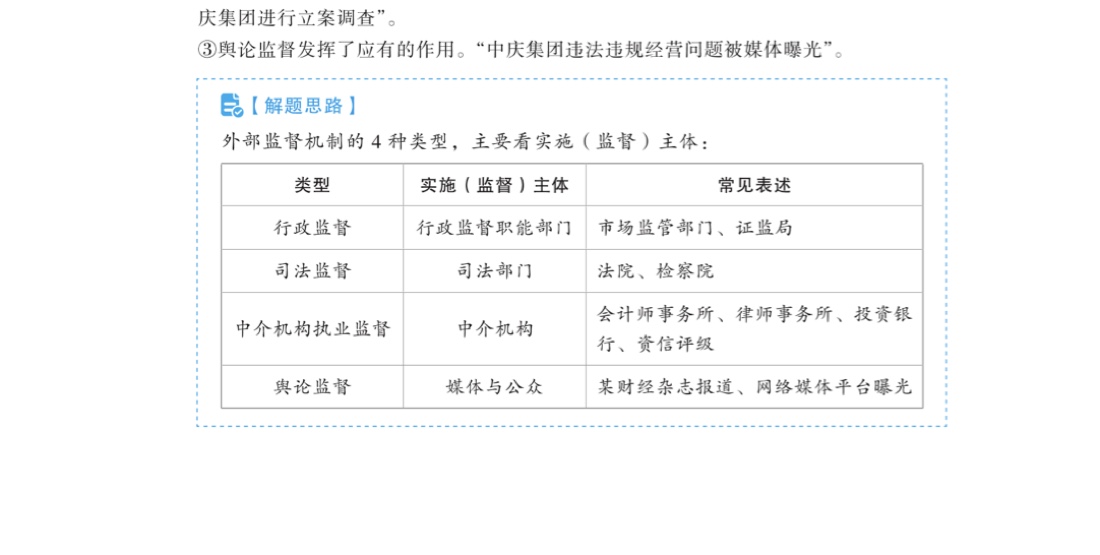 庆集团进行立案调查”。
③舆论监督发挥了应有的作用。“中庆集团违法违规经营问题被媒体曝光”。
【解题思路】
外部监督机制的 4 种类型，主要看实施（监督）主体：
类型 实施（监督）主体 常见表述
行政监督 行政监督职能部门 市场监管部门、证监局
司法监督 司法部门 法院、检察院
中介机构执业监督 中介机构 会计师事务所、律师事务所、投资银
行、资信评级
舆论监督 媒体与公众 某财经杂志报道、网络媒体平台曝光